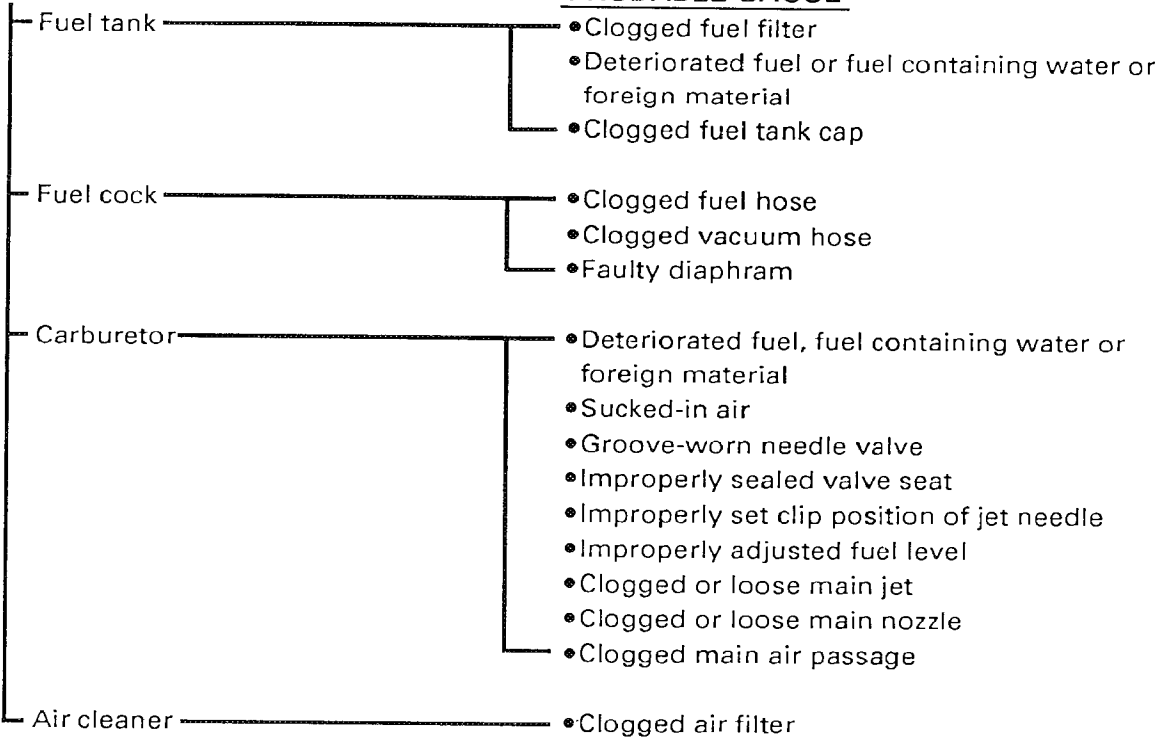 Fuel tank
•Clogged fuel filter
•Deteriorated fuel or fuel containing water or
foreign material
•Clogged fuel tank cap
Fuel cock
•Clogged fuel hose
•Clogged vacuum hose
•Faulty diaphram
Carburetor
•Deteriorated fuel, fuel containing water or
foreign material
•Sucked-in air
•Groove-worn needle valve
•Improperly sealed valve seat
•Improperly set clip position of jet needle
•Improperly adjusted fuel level
•Clogged or loose main jet
•Clogged or loose main nozzle
•Clogged main air passage
Air cleaner
•Clogged air filter